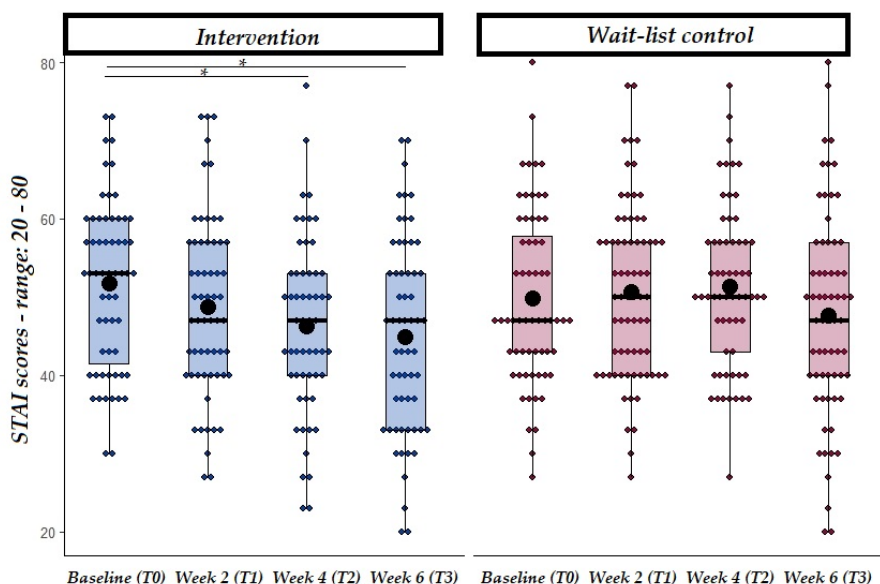 Intervention
Wait-list control
*
*
80
60
40
20
STAI scores - range: 20 - 80
Baseline (T0) Week 2 (T1) Week 4 (T2) Week 6 (T3)
Baseline (T0) Week 2 (T1) Week 4 (T2) Week 6 (T3)